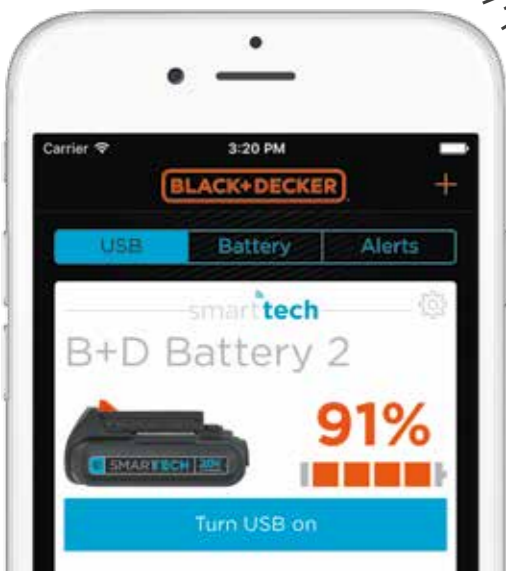 Carrier 3:20 PM
BLACK+DECKER +
USB Battery Alerts
smarttech
B+D Battery 2
91%
SMARTECH 20V
Turn USB on